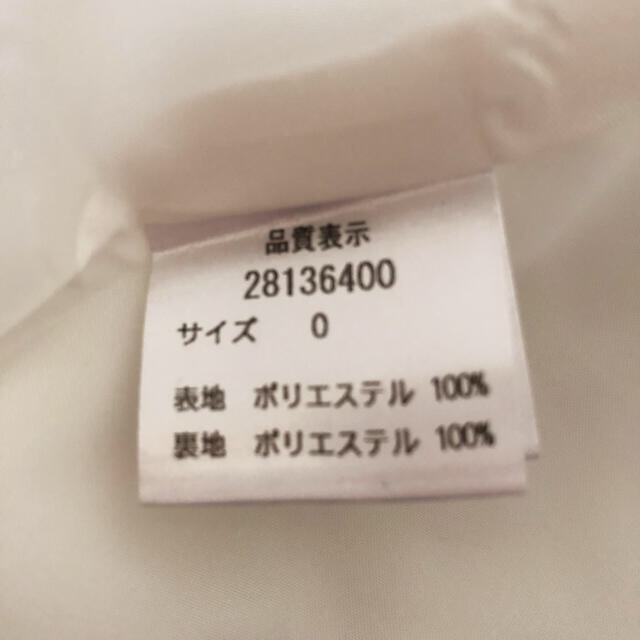 品質表示
28136400
サイズ 0
表地 ポリエステル 100%
裏地 ポリエステル 100%